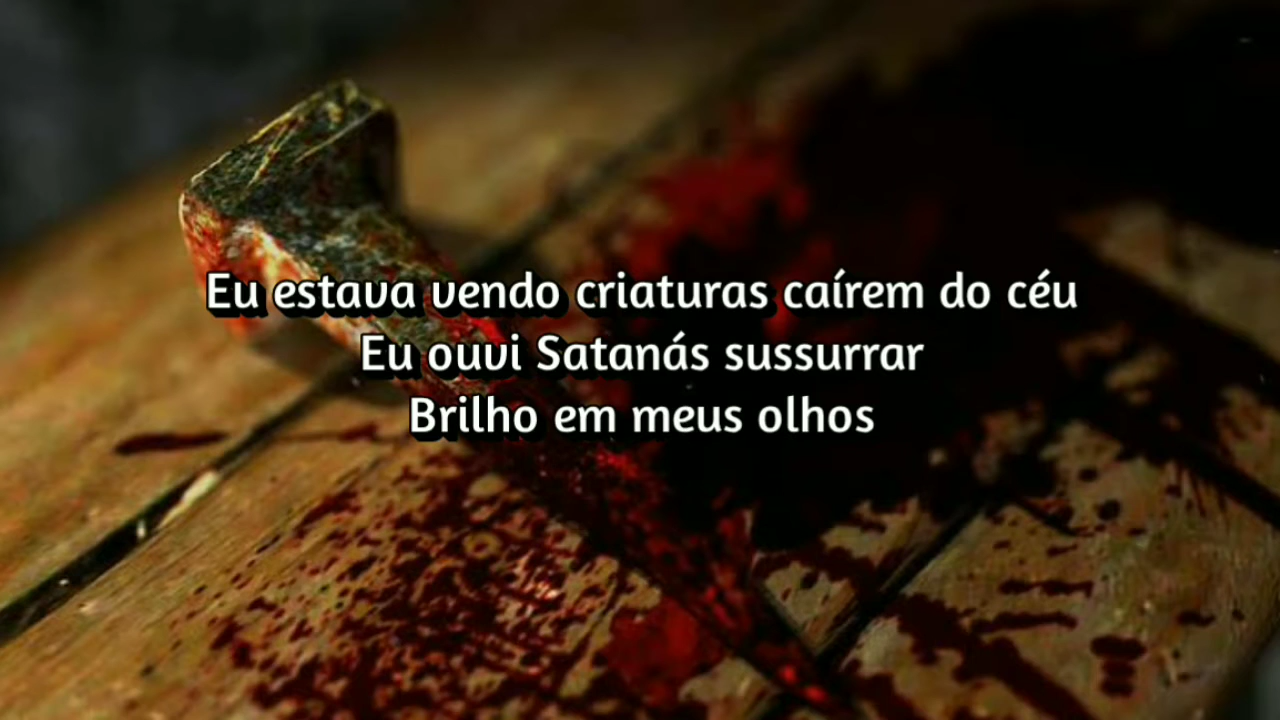 Eu estava vendo criaturas caírem do céu
Eu ouvi Satanás sussurrar
Brilho em meus olhos